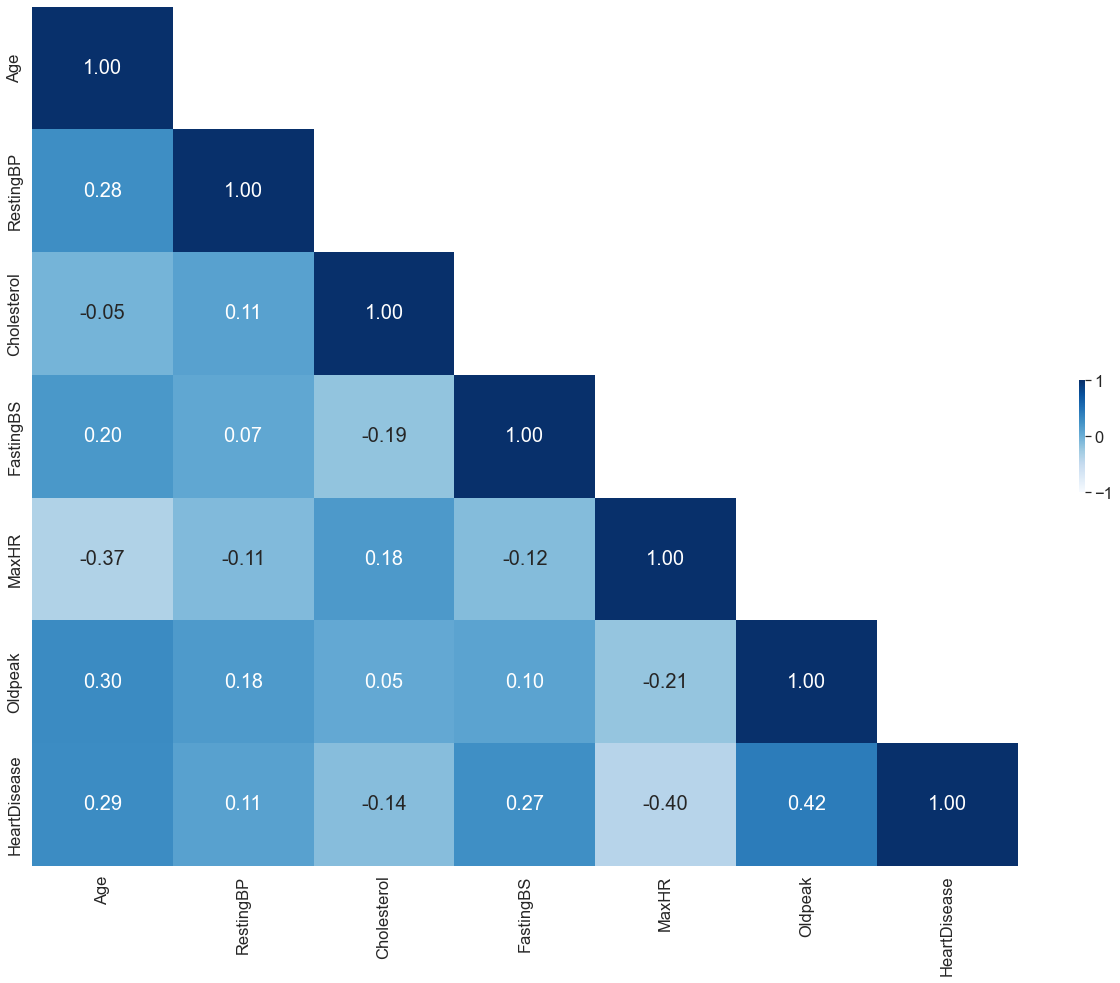 Age 1.00
RestingBP 0.28 1.00
Cholesterol -0.05 0.11 1.00
FastingBS 0.20 0.07 -0.19 1.00
MaxHR -0.37 -0.11 0.18 -0.12 1.00
Oldpeak 0.30 0.18 0.05 0.10 -0.21 1.00
HeartDisease 0.29 0.11 -0.14 0.27 -0.40 0.42 1.00
Age RestingBP Cholesterol FastingBS MaxHR Oldpeak HeartDisease
1
0
−1